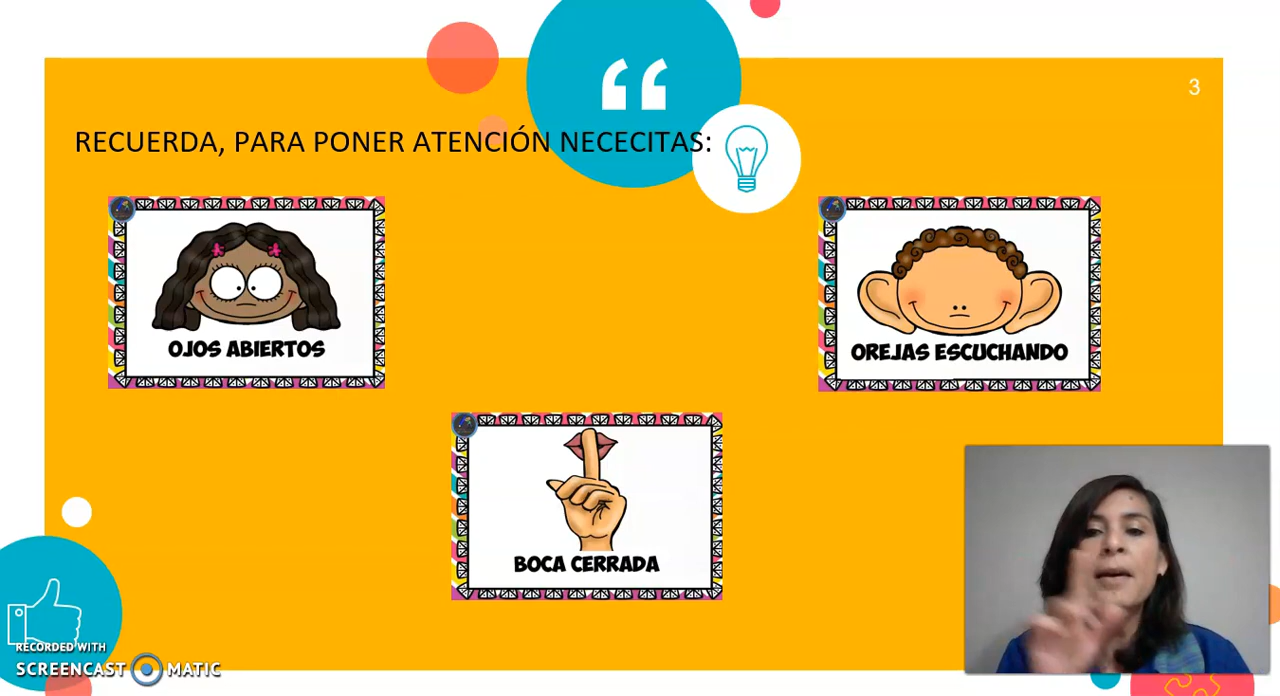 3
RECUERDA, PARA PONER ATENCIÓN NECECITAS:
OJOS ABIERTOS
OREJAS ESCUCHANDO
BOCA CERRADA
RECORDED WITH
SCREENCAST MATIC